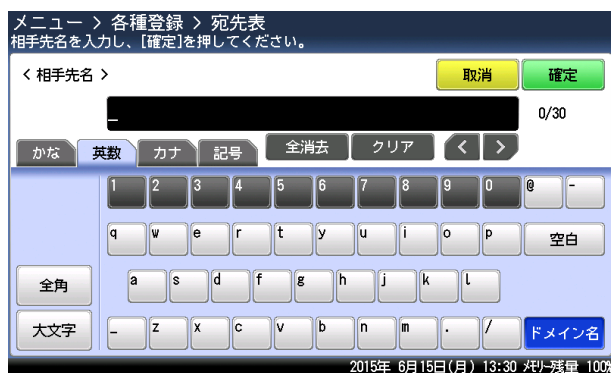 メニュー > 各種登録 > 宛先表
相手先名を入力し、[確定]を押してください。
< 相手先名 >
取消
確定
_
0/30
かな
英数
カナ
記号
全消去
クリア
<
>
1 2 3 4 5 6 7 8 9 0 @ -
q w e r t y u i o p 空白
全角 a s d f g h j k l
大文字 _ z x c v b n m . / ドメイン名
2015年 6月15日(月) 13:30 ﾒﾓﾘｰ残量 100%